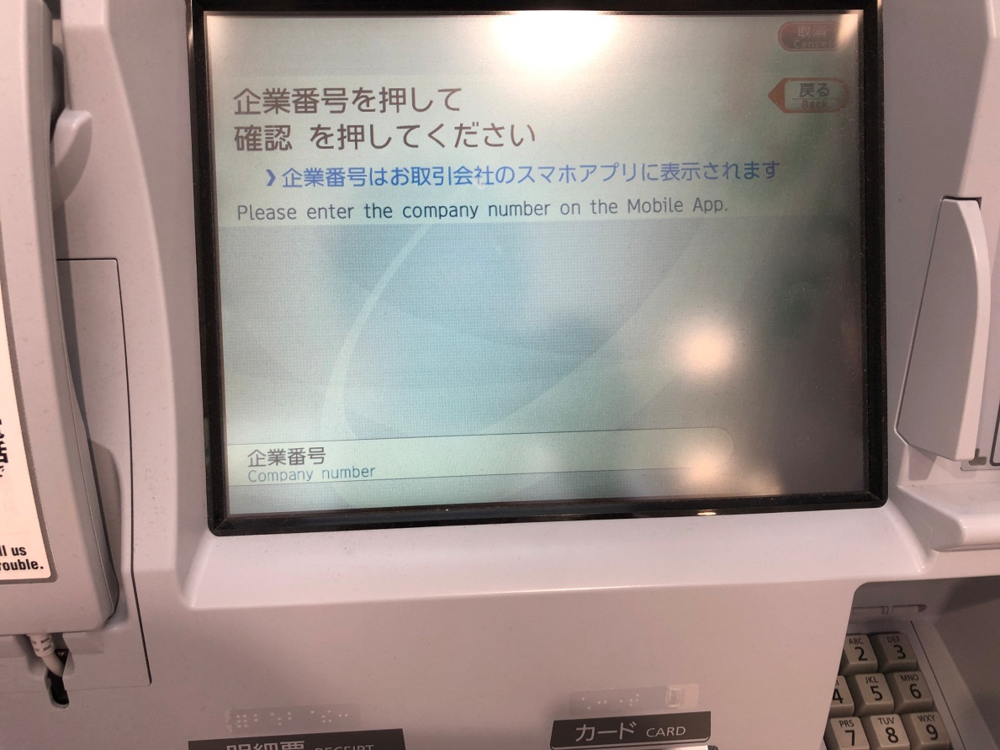 取消
Cancel
企業番号を押して
戻る
Back
確認 を押してください
❯企業番号はお取引会社のスマホアプリに表示されます
Please enter the company number on the Mobile App.
企業番号
Company number
ll us
rouble.
ABC
2
DEF
3
4
JKL
5
MNO
6
PRS
7
TUV
8
WXY
9
明細票 RECEIPT
カード CARD